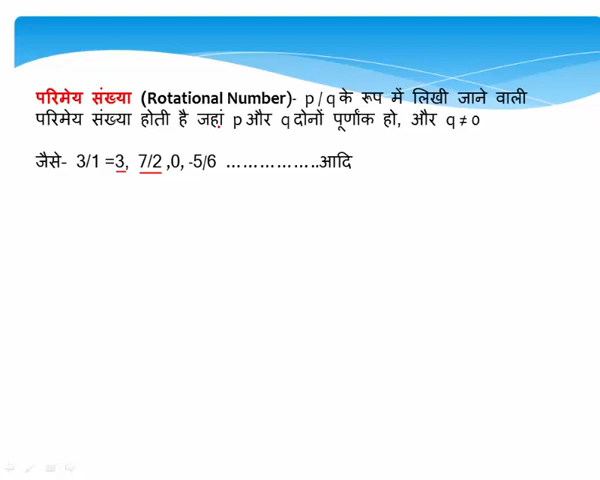 परिमेय संख्या (Rotational Number)- p / q के रूप में लिखी जाने वाली
परिमेय संख्या होती है जहां p और q दोनों पूर्णांक हो, और q ≠ 0
जैसे- 3/1 =3, 7/2 ,0, -5/6 ……………..आदि